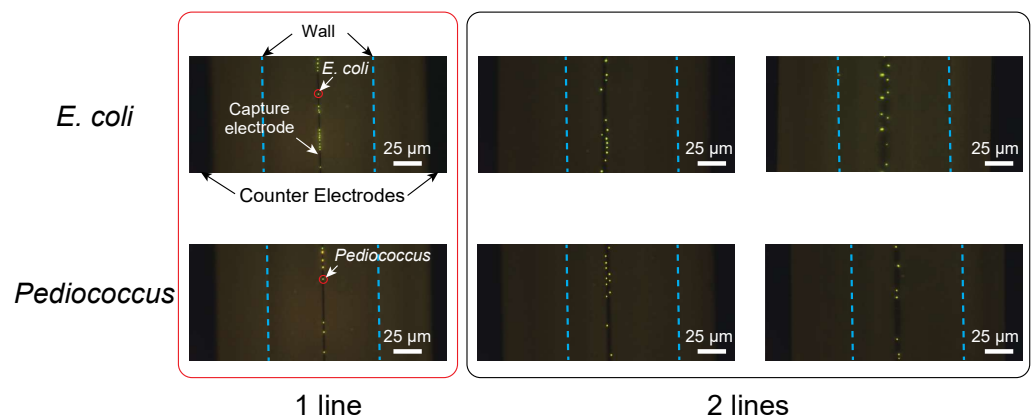 Wall
E. coli
E. coli
Capture
electrode
25 μm
25 μm
25 μm
Counter Electrodes
Pediococcus
Pediococcus
25 μm
25 μm
25 μm
1 line
2 lines